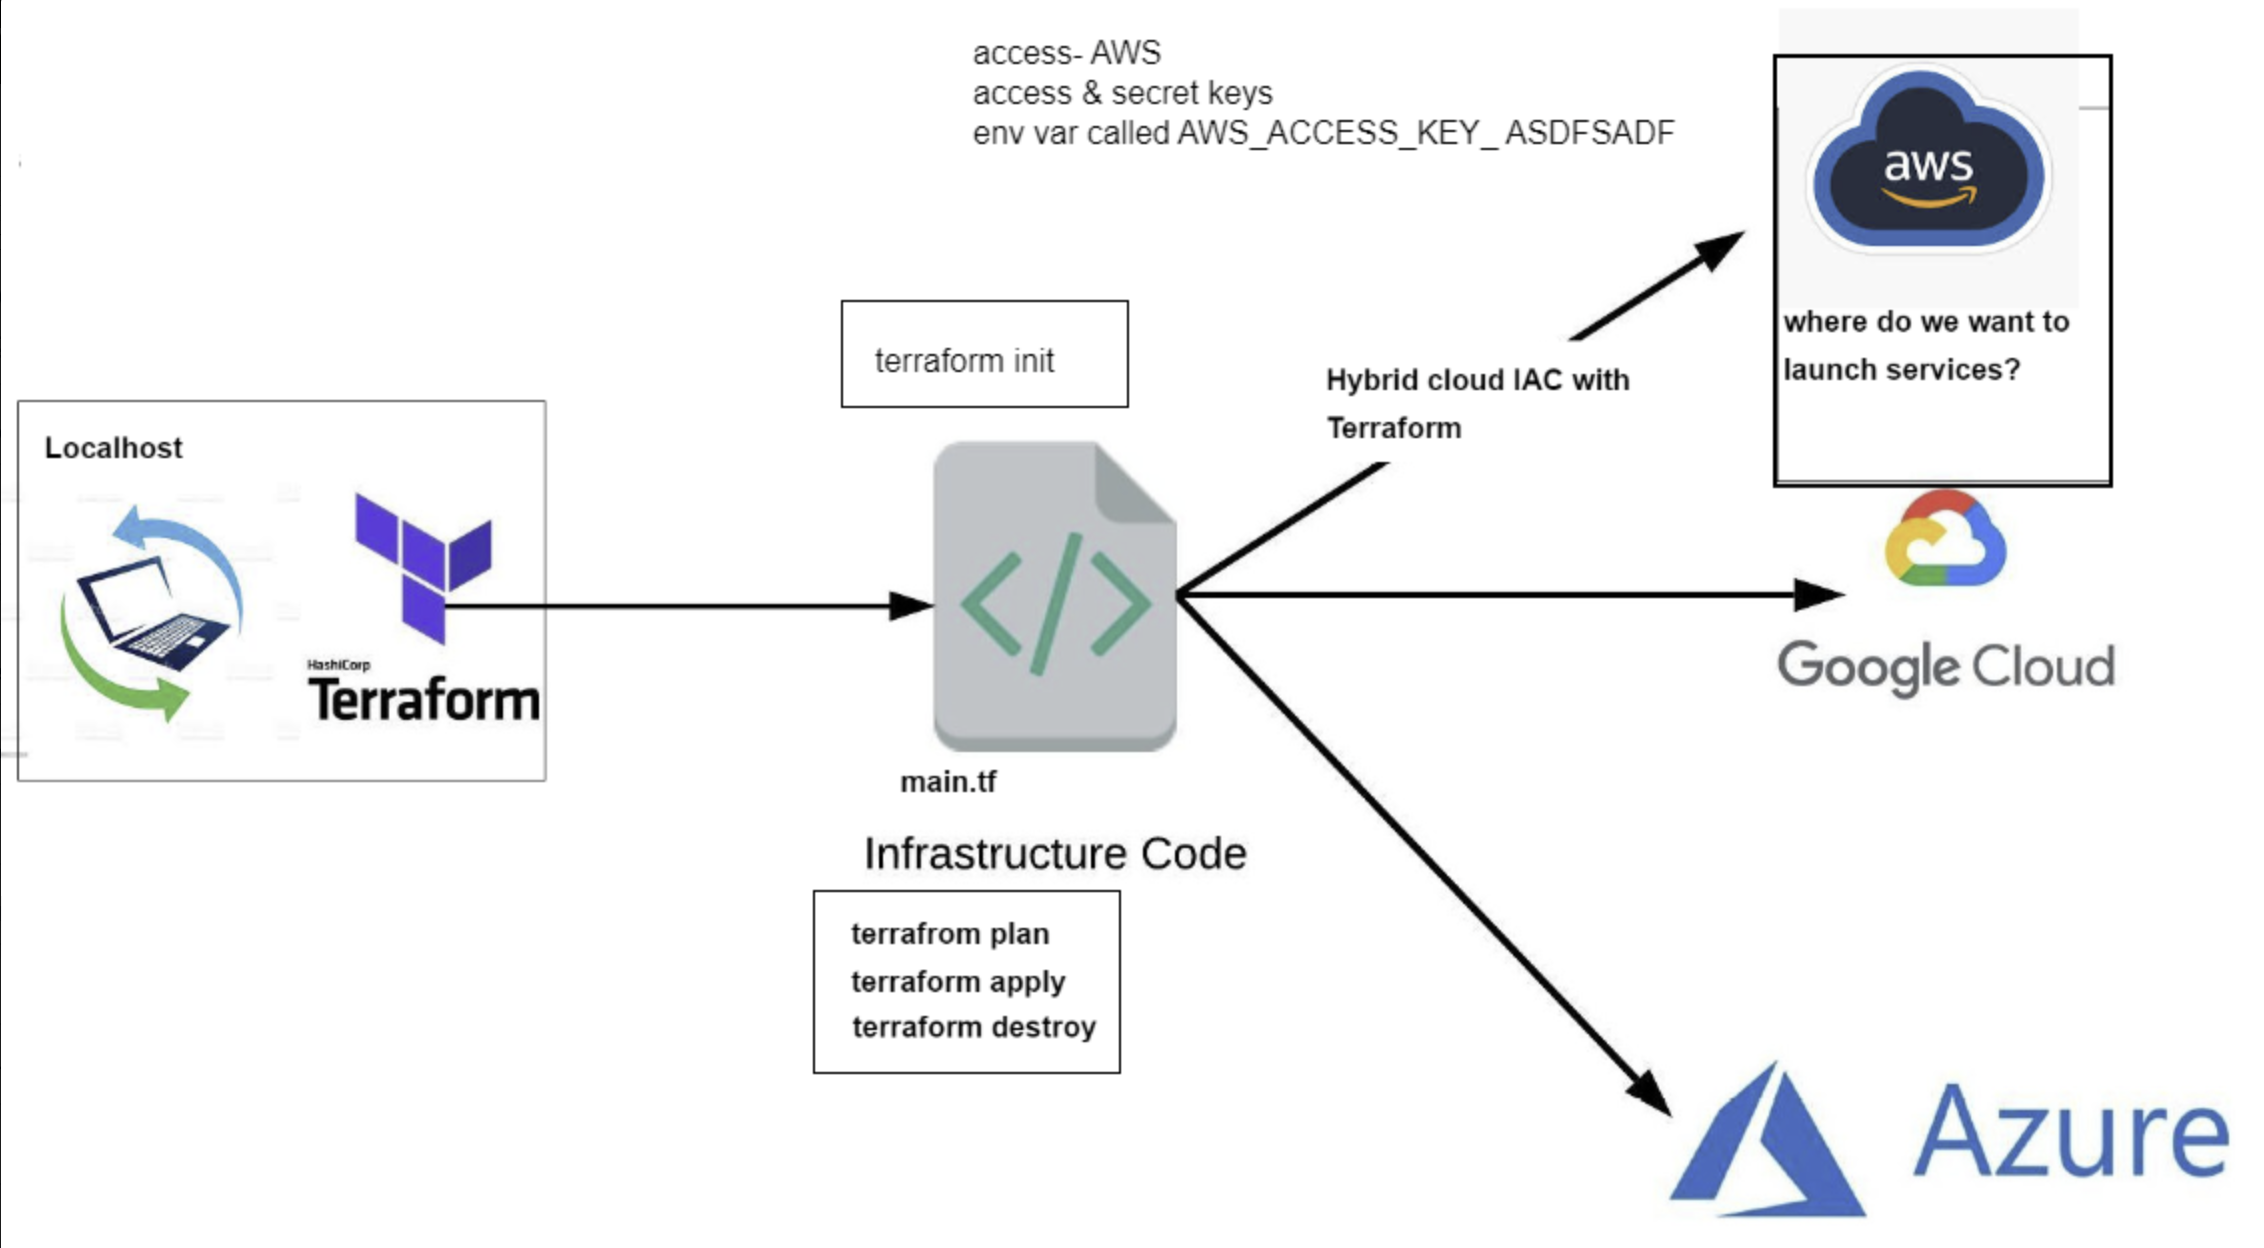 access- AWS
access & secret keys
env var called AWS_ACCESS_KEY_ ASDFSADF
aws
where do we want to
launch services?
terraform init
Hybrid cloud IAC with
Terraform
Localhost
HashiCorp
Terraform
main.tf
Infrastructure Code
terrafrom plan
terraform apply
terraform destroy
Google Cloud
Azure